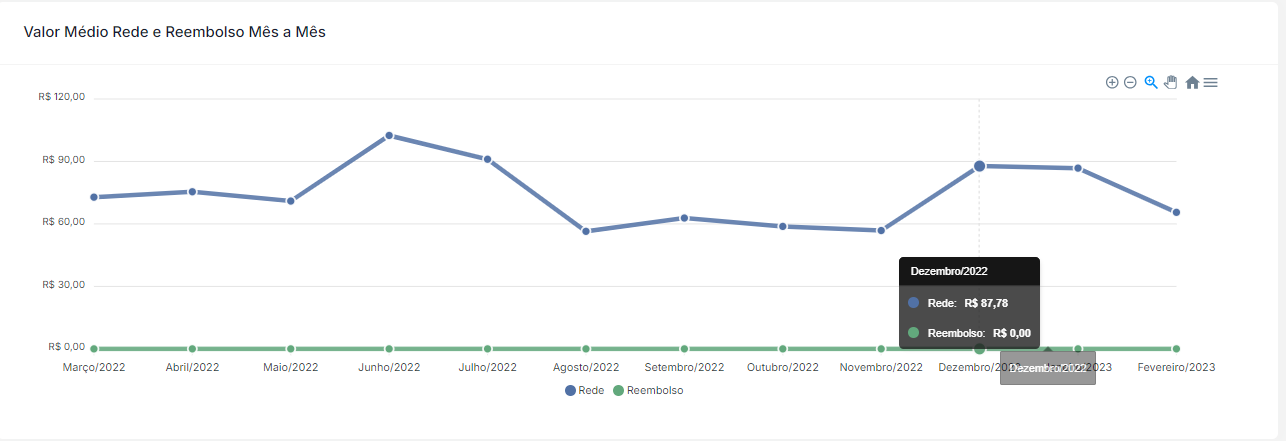 Valor Médio Rede e Reembolso Mês a Mês
R$ 120,00
R$ 90,00
R$ 60,00
R$ 30,00
R$ 0,00
Dezembro/2022
Rede: R$ 87,78
Reembolso: R$ 0,00
Março/2022 Abril/2022 Maio/2022 Junho/2022 Julho/2022 Agosto/2022 Setembro/2022 Outubro/2022 Novembro/2022 Fevereiro/2023
Dezembro/2022
Rede Reembolso